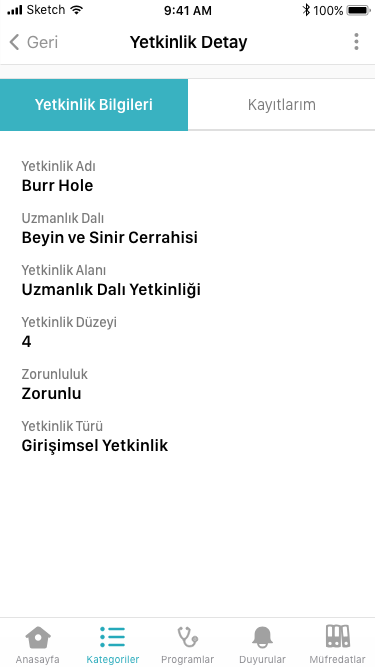 Sketch 9:41 AM 100%
Geri Yetkinlik Detay
Yetkinlik Bilgileri Kayıtlarım
Yetkinlik Adı
Burr Hole
Uzmanlık Dalı
Beyin ve Sinir Cerrahisi
Yetkinlik Alanı
Uzmanlık Dalı Yetkinliği
Yetkinlik Düzeyi
4
Zorunluluk
Zorunlu
Yetkinlik Türü
Girişimsel Yetkinlik
Anasayfa Kategoriler Programlar Duyurular Müfredatlar